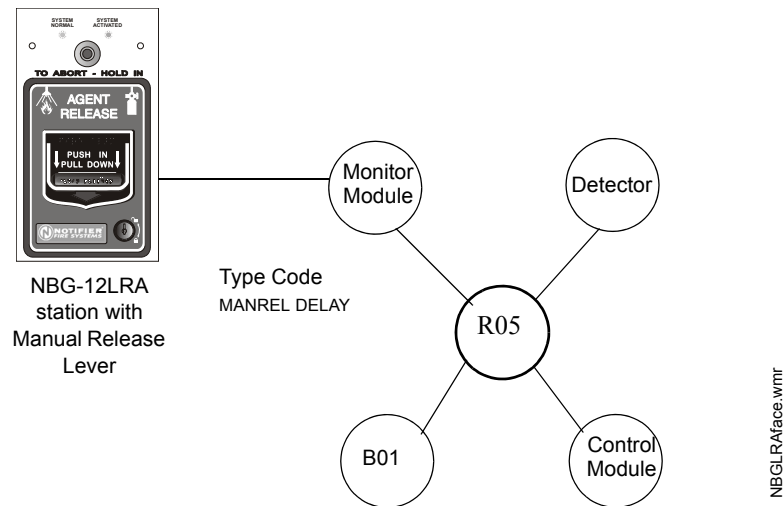 SYSTEM NORMAL
SYSTEM ACTIVATED
TO ABORT - HOLD IN
AGENT
RELEASE
PUSH IN
PULL DOWN
NOTIFIER
FIRE SYSTEMS
NBG-12LRA
station with
Manual Release
Lever
Monitor
Module
Detector
Type Code
MANREL DELAY
R05
B01
Control
Module
NBGLRAface.wmr